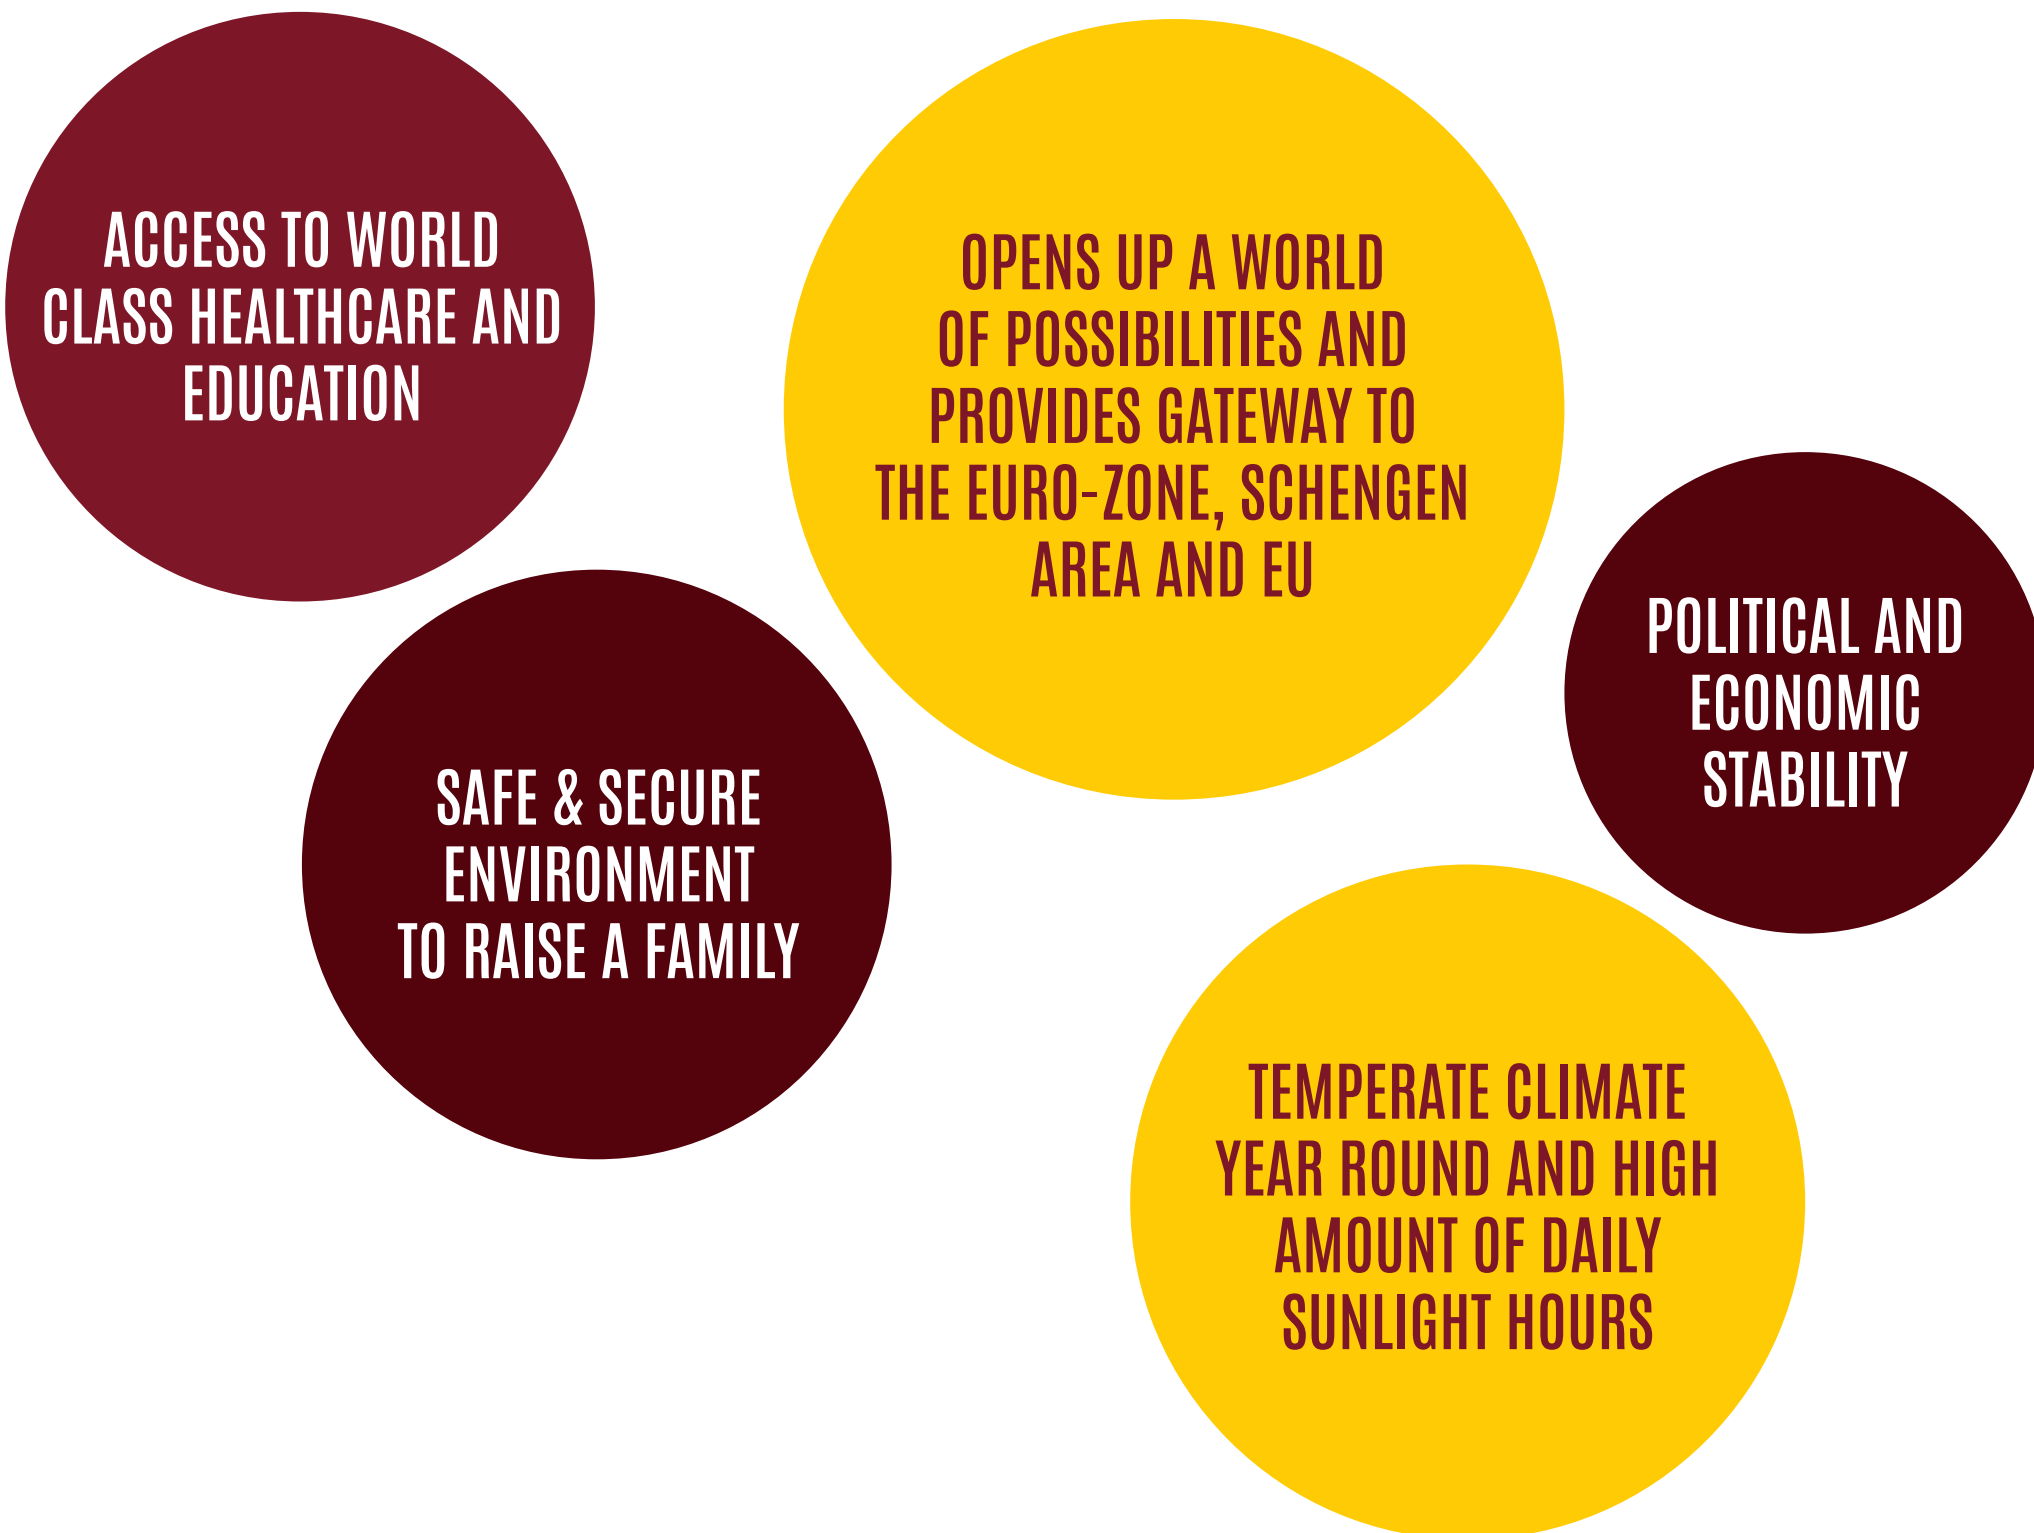 ACCESS TO WORLD
CLASS HEALTHCARE AND
EDUCATION
OPENS UP A WORLD
OF POSSIBILITIES AND
PROVIDES GATEWAY TO
THE EURO-ZONE, SCHENGEN
AREA AND EU
POLITICAL AND
ECONOMIC
STABILITY
SAFE & SECURE
ENVIRONMENT
TO RAISE A FAMILY
TEMPERATE CLIMATE
YEAR ROUND AND HIGH
AMOUNT OF DAILY
SUNLIGHT HOURS